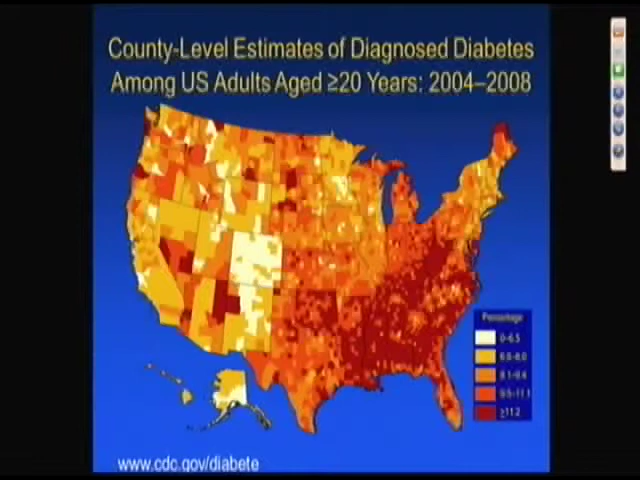 County-Level Estimates of Diagnosed Diabetes
Among US Adults Aged ≥20 Years: 2004–2008
Percentage
0-6.5
≥11.2
www.cdc.gov/diabete